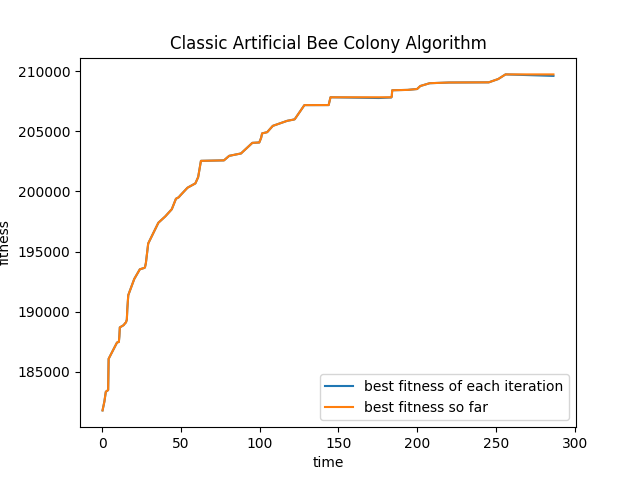 Classic Artificial Bee Colony Algorithm
210000
205000
200000
195000
190000
185000
fitness
0 50 100 150 200 250 300
time
best fitness of each iteration
best fitness so far